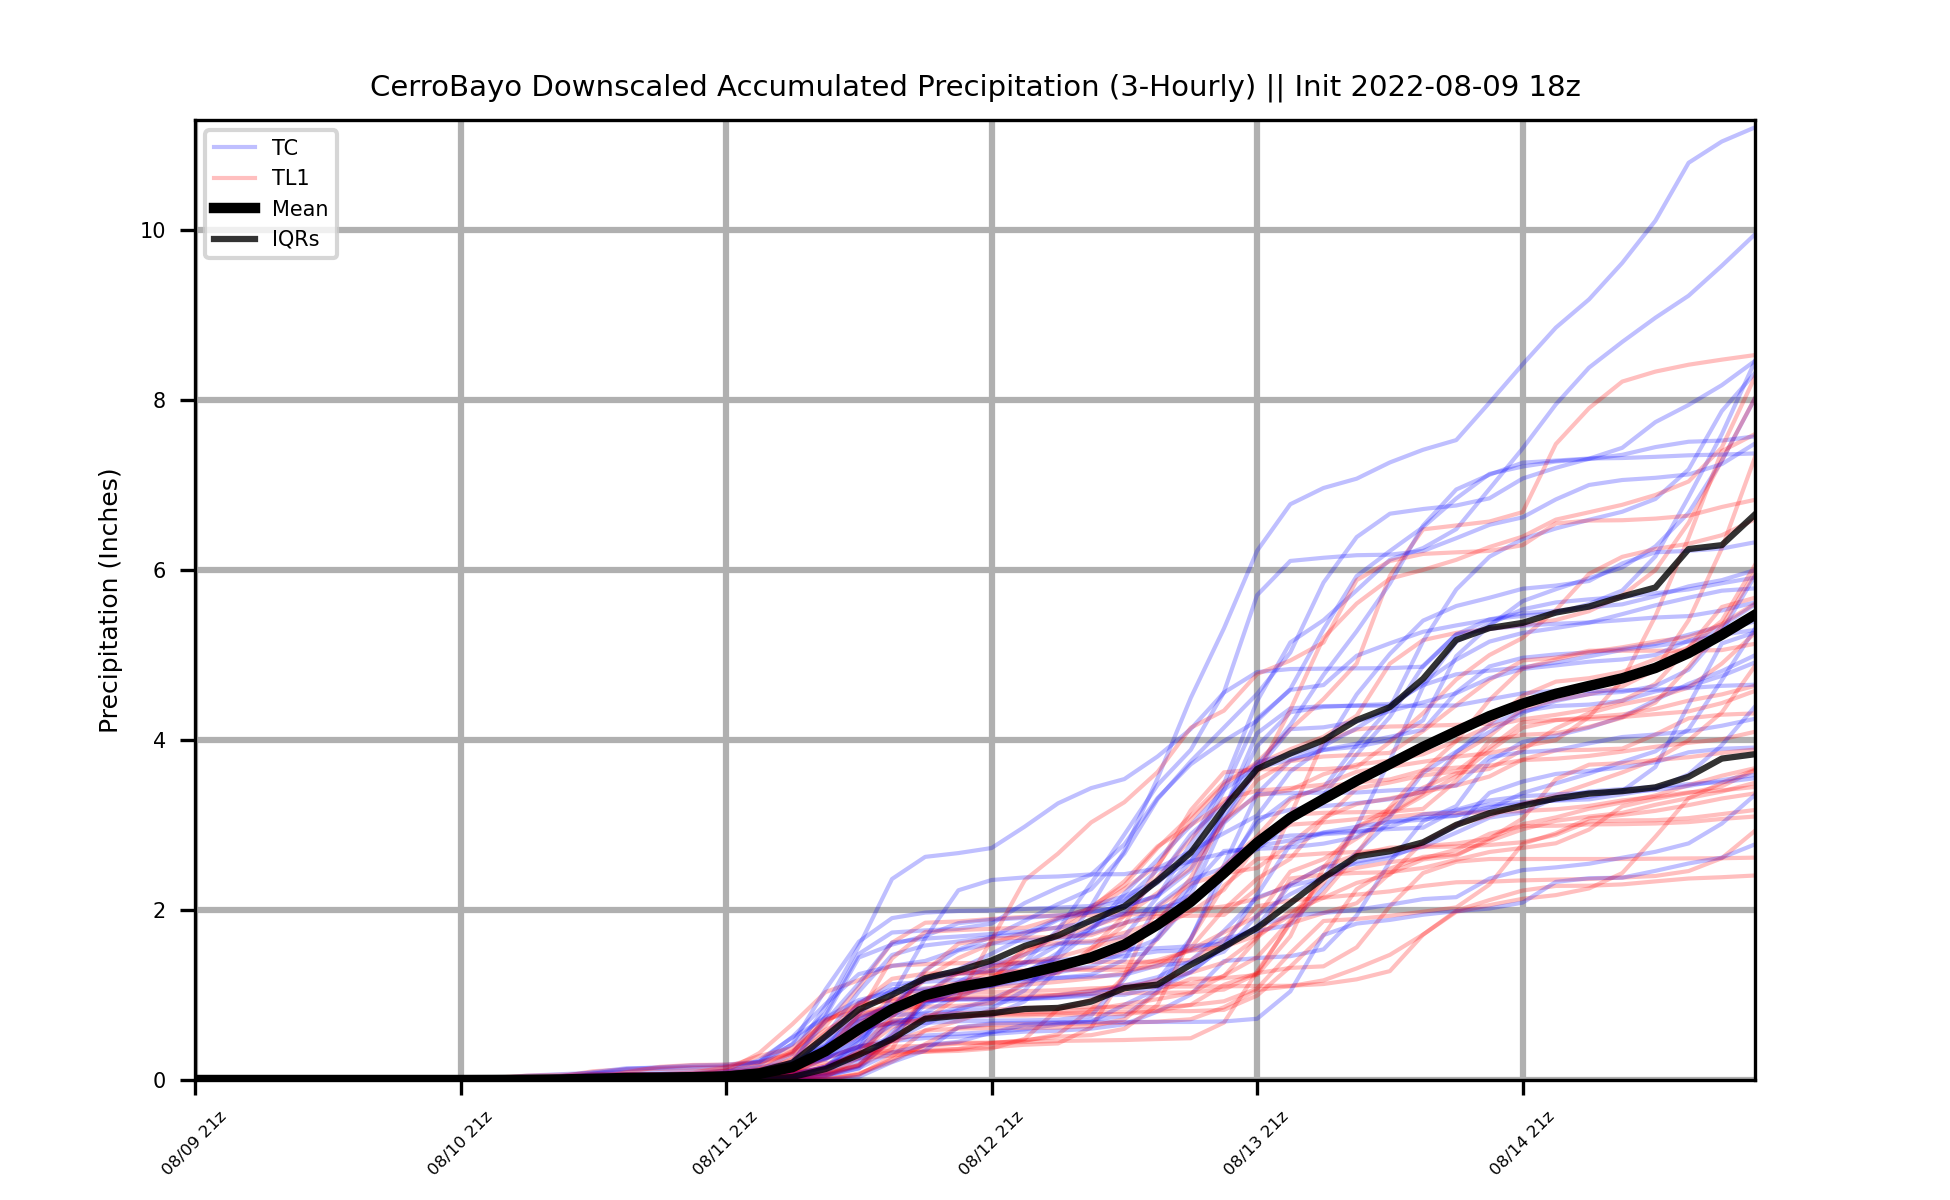 CerroBayo Downscaled Accumulated Precipitation (3-Hourly) || Init 2022-08-09 18z
TC
TL1
Mean
IQRs
Precipitation (Inches)
10
8
6
4
2
0
08/09 21z
08/10 21z
08/11 21z
08/12 21z
08/13 21z
08/14 21z